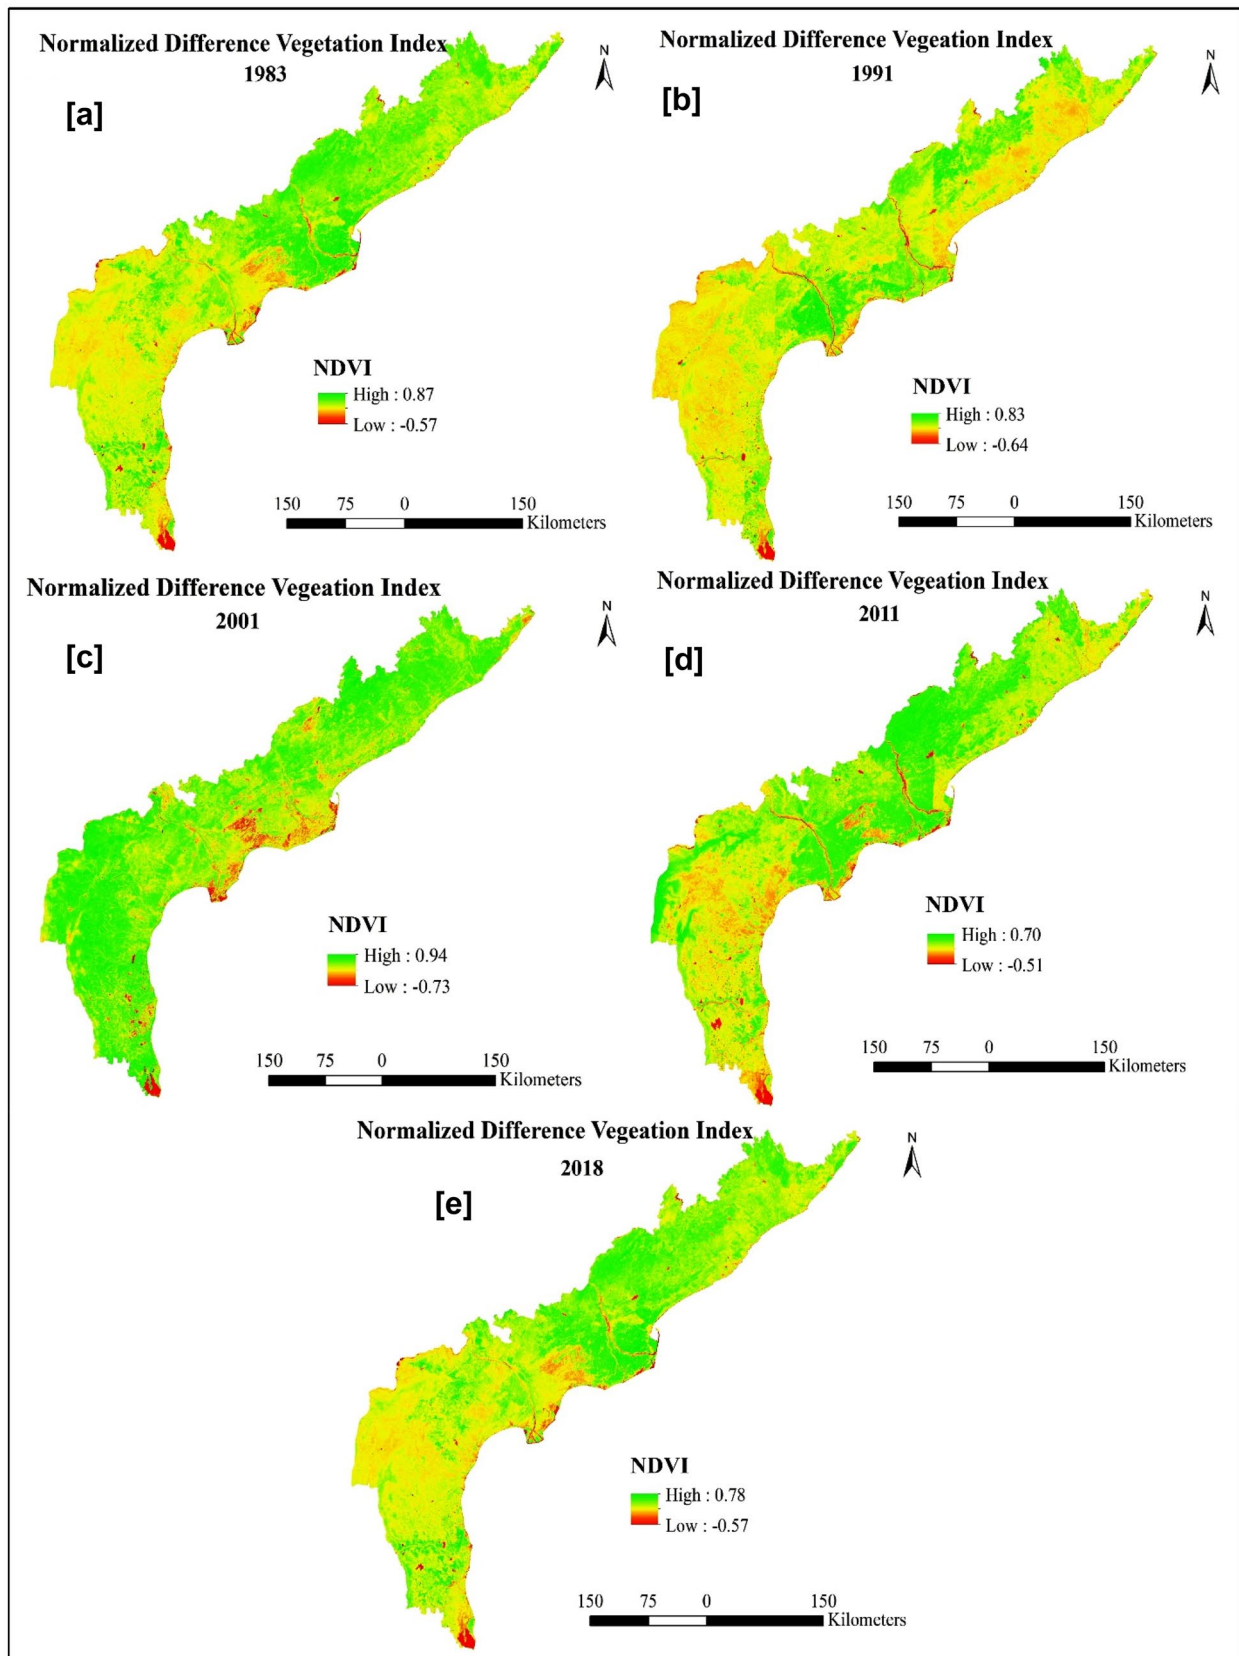 Normalized Difference Vegetation Index
1983
N
[a]
NDVI
High : 0.87
Low : -0.57
150 75 0 150
Kilometers
Normalized Difference Vegeation Index
1991
N
[b]
NDVI
High : 0.83
Low : -0.64
150 75 0 150
Kilometers
Normalized Difference Vegeation Index
2001
N
[c]
NDVI
High : 0.94
Low : -0.73
150 75 0 150
Kilometers
Normalized Difference Vegeation Index
2011
N
[d]
NDVI
High : 0.70
Low : -0.51
150 75 0 150
Kilometers
Normalized Difference Vegeation Index
2018
N
[e]
NDVI
High : 0.78
Low : -0.57
150 75 0 150
Kilometers